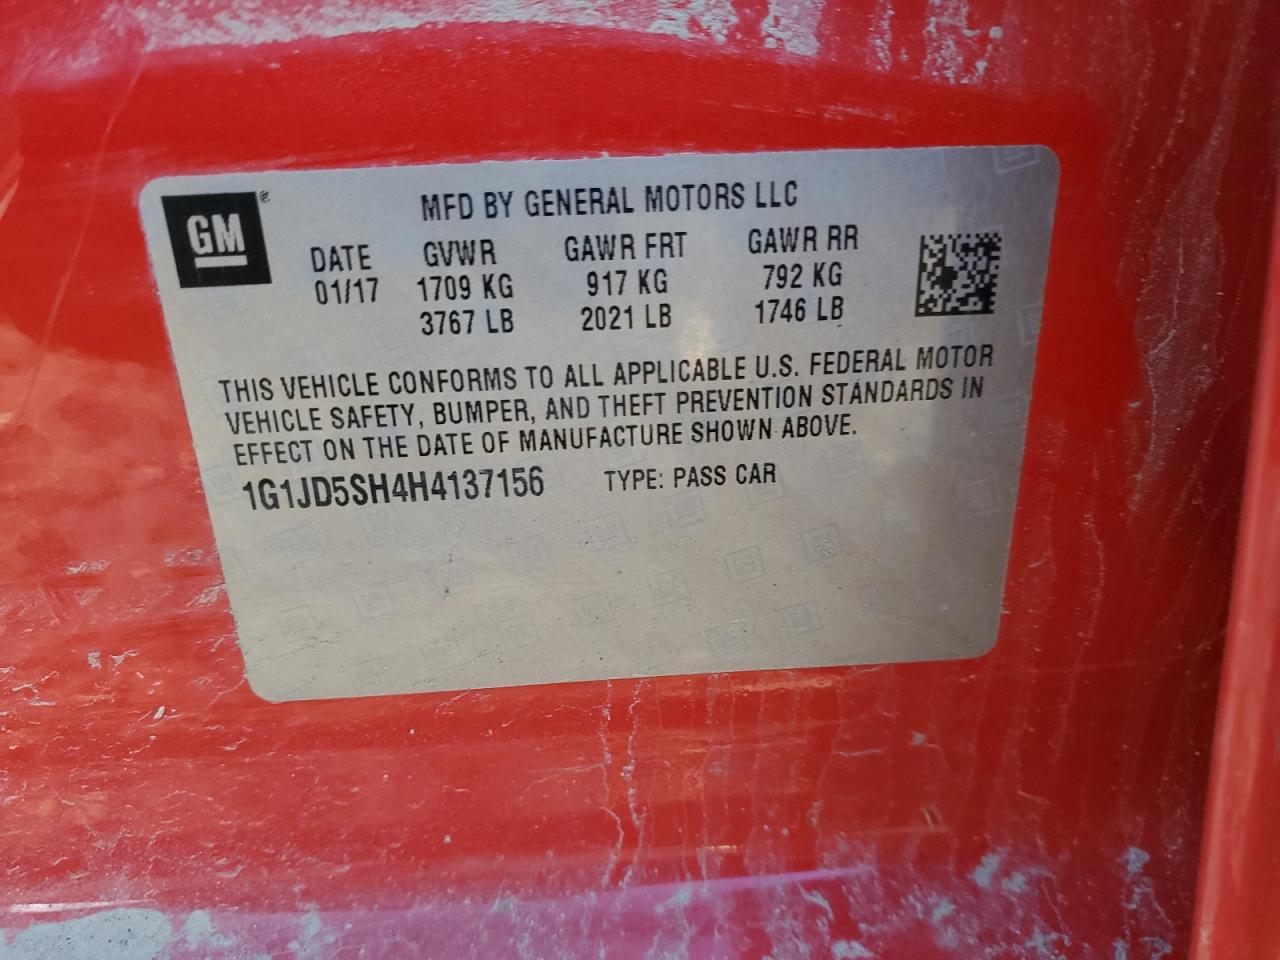 GM ®
MFD BY GENERAL MOTORS LLC
DATE GVWR GAWR FRT GAWR RR
01/17 1709 KG 917 KG 792 KG
3767 LB 2021 LB 1746 LB
THIS VEHICLE CONFORMS TO ALL APPLICABLE U.S. FEDERAL MOTOR
VEHICLE SAFETY, BUMPER, AND THEFT PREVENTION STANDARDS IN
EFFECT ON THE DATE OF MANUFACTURE SHOWN ABOVE.
1G1JD5SH4H4137156 TYPE: PASS CAR